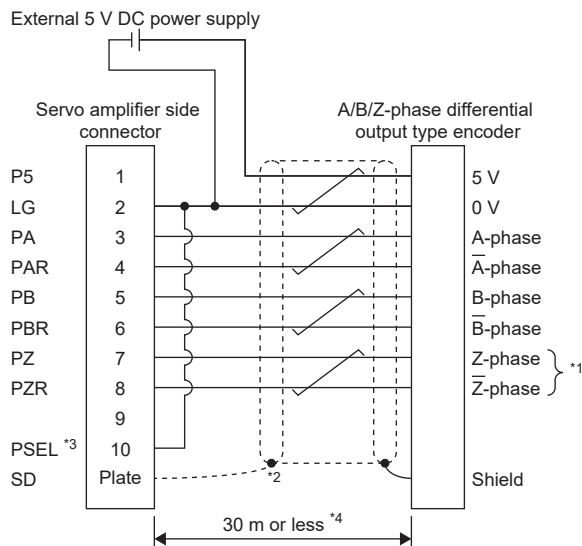 External 5 V DC power supply
Servo amplifier side
connector
A/B/Z-phase differential
output type encoder
P5 1 5 V
LG 2 0 V
PA 3 A-phase
PAR 4 A̅-phase
PB 5 B-phase
PBR 6 B̅-phase
PZ 7 Z-phase
*1
PZR 8 Z̅-phase
9
PSEL *3 10
SD Plate *2 Shield
30 m or less *4